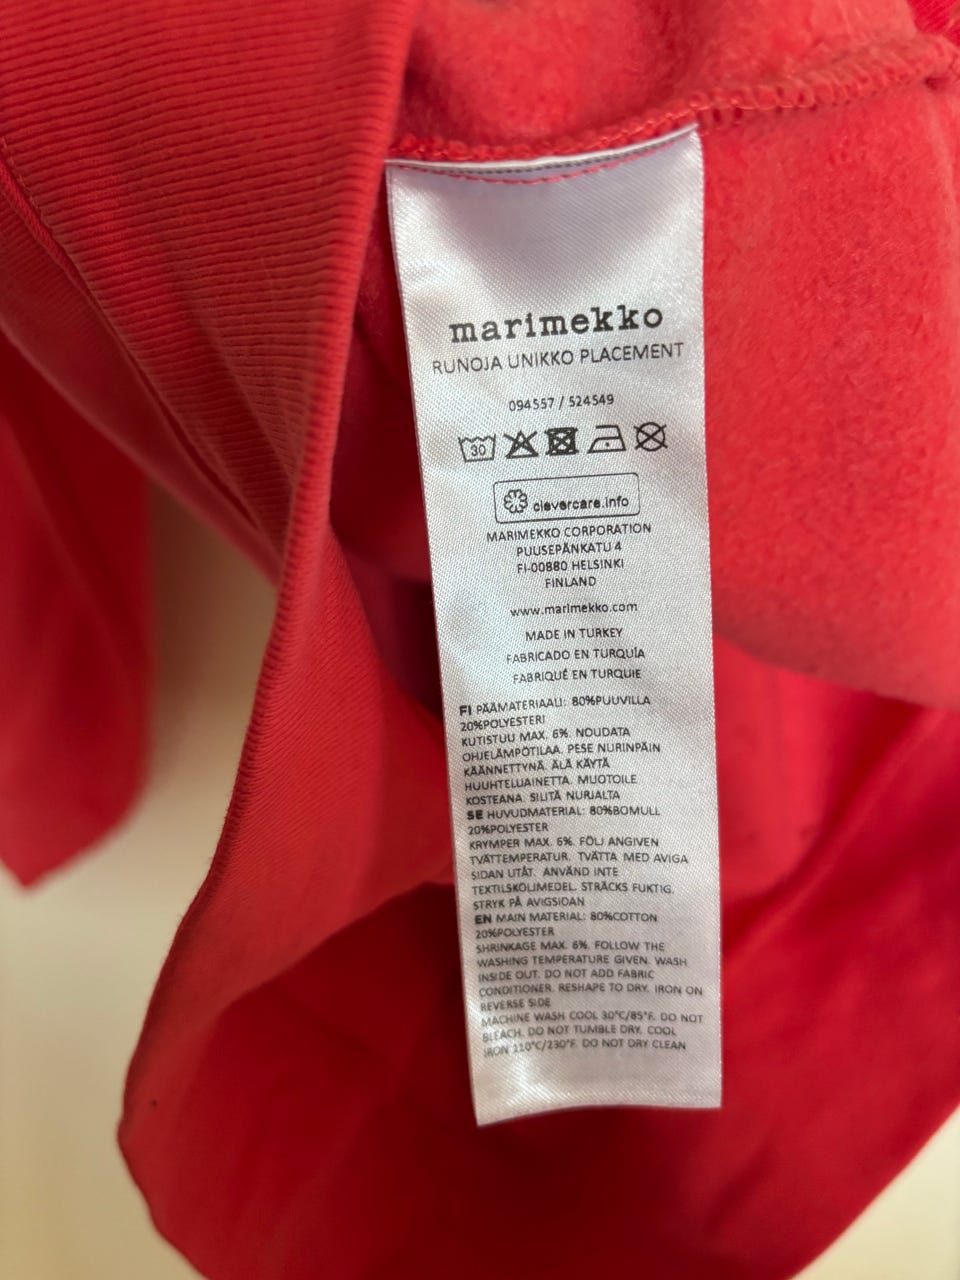 marimekko
RUNOJA UNIKKO PLACEMENT
094557 / 524549
30
clevercare.info
MARIMEKKO CORPORATION
PUUSEPÄNKATU 4
FI-00880 HELSINKI
FINLAND
www.marimekko.com
MADE IN TURKEY
FABRICADO EN TURQUÍA
FABRIQUÉ EN TURQUIE
FI PÄÄMATERIAALI: 80%PUUVILLA
20%POLYESTERI
KUTISTUU MAX. 6%. NOUDATA
OHJELÄMPÖTILAA. PESE NURINPÄIN
KÄÄNNETTYNÄ. ÄLÄ KÄYTÄ
HUUHTELUAINETTA. MUOTOILE
KOSTEANA. SILITÄ NURJALTA
SE HUVUDMATERIAL: 80%BOMULL
20%POLYESTER
KRYMPER MAX. 6%. FÖLJ ANGIVEN
TVÄTTEMPERATUR. TVÄTTA MED AVIGA
SIDAN UTÅT. ANVÄND INTE
TEXTILSKÖLJMEDEL. STRÄCKS FUKTIG.
STRYK PÅ AVIGSIDAN
EN MAIN MATERIAL: 80%COTTON
20%POLYESTER
SHRINKAGE MAX. 6%. FOLLOW THE
WASHING TEMPERATURE GIVEN. WASH
INSIDE OUT. DO NOT ADD FABRIC
CONDITIONER. RESHAPE TO DRY. IRON ON
REVERSE SIDE
MACHINE WASH COOL 30°C/85°F. DO NOT
BLEACH. DO NOT TUMBLE DRY. COOL
IRON 110°C/230°F. DO NOT DRY CLEAN